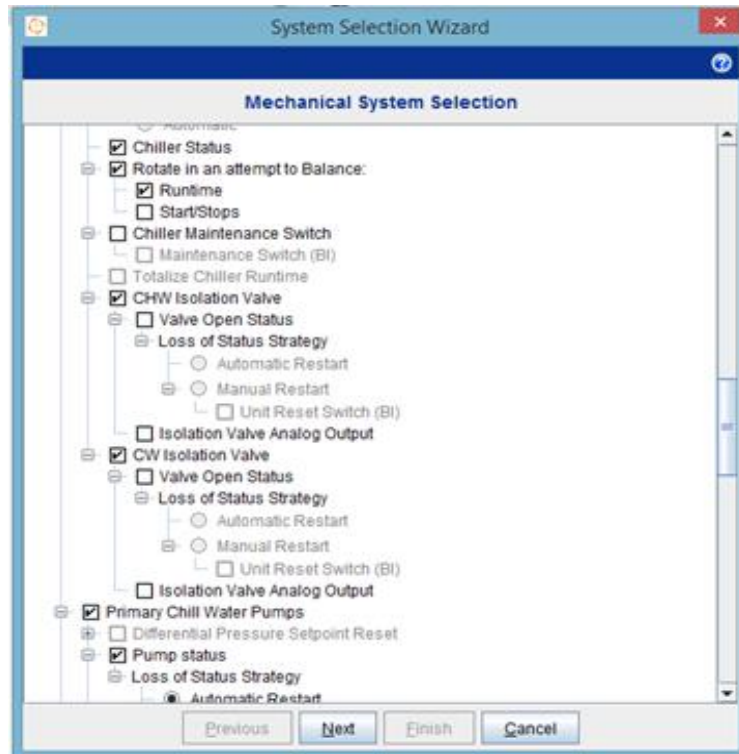 System Selection Wizard
Mechanical System Selection
Automatic
Chiller Status
Rotate in an attempt to Balance:
Runtime
Start/Stops
Chiller Maintenance Switch
Maintenance Switch (BI)
Totalize Chiller Runtime
CHW Isolation Valve
Valve Open Status
Loss of Status Strategy
Automatic Restart
Manual Restart
Unit Reset Switch (BI)
Isolation Valve Analog Output
CW Isolation Valve
Valve Open Status
Loss of Status Strategy
Automatic Restart
Manual Restart
Unit Reset Switch (BI)
Isolation Valve Analog Output
Primary Chill Water Pumps
Differential Pressure Setpoint Reset
Pump status
Loss of Status Strategy
Automatic Restart
Previous Next Finish Cancel